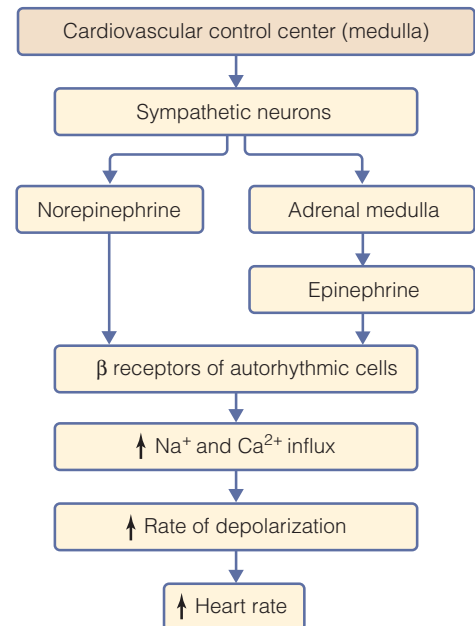 Cardiovascular control center (medulla)
Sympathetic neurons
Norepinephrine
Adrenal medulla
Epinephrine
β receptors of autorhythmic cells
↑ Na⁺ and Ca²⁺ influx
↑ Rate of depolarization
↑ Heart rate